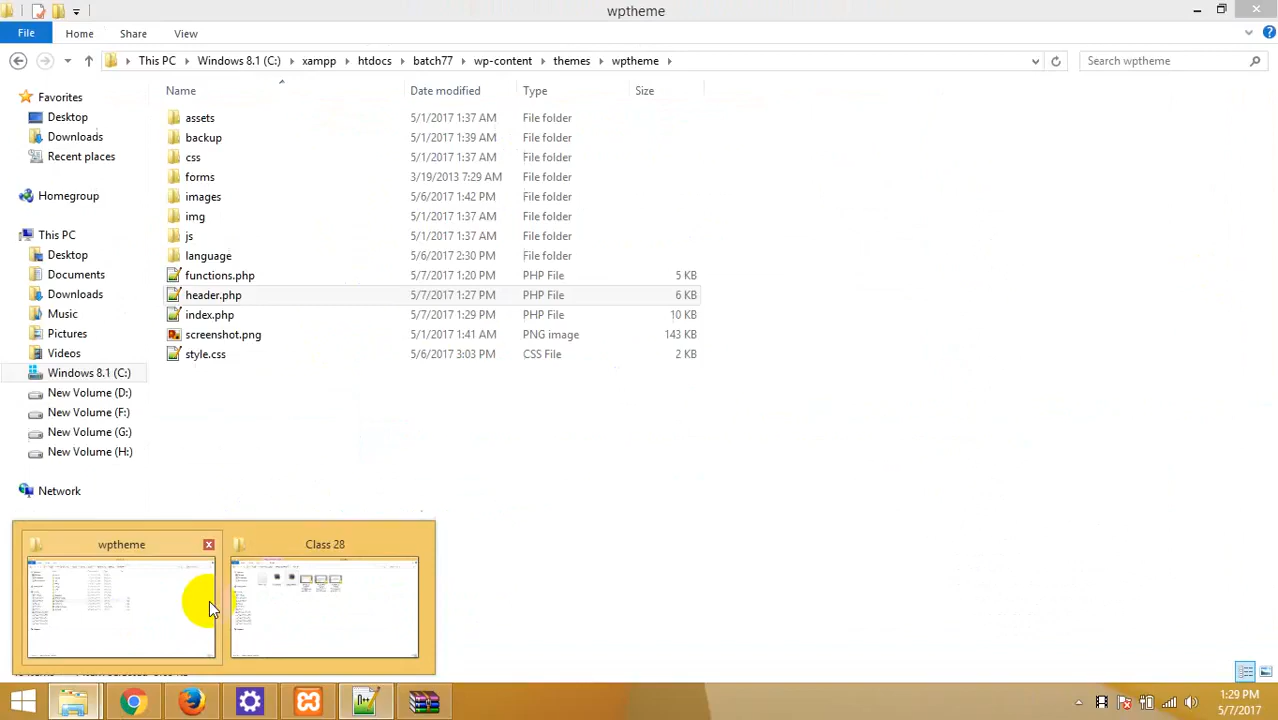 wptheme
File Home Share View
This PC Windows 8.1 (C:) xampp htdocs batch77 wp-content themes wptheme
Search wptheme
Name Date modified Type Size
Favorites
Desktop
Downloads
Recent places
Homegroup
This PC
Desktop
Documents
Downloads
Music
Pictures
Videos
Windows 8.1 (C:)
New Volume (D:)
New Volume (F:)
New Volume (G:)
New Volume (H:)
Network
assets 5/1/2017 1:37 AM File folder
backup 5/1/2017 1:39 AM File folder
css 5/1/2017 1:37 AM File folder
forms 3/19/2013 7:29 AM File folder
images 5/6/2017 1:42 PM File folder
img 5/1/2017 1:37 AM File folder
js 5/1/2017 1:37 AM File folder
language 5/6/2017 2:30 PM File folder
functions.php 5/7/2017 1:20 PM PHP File 5 KB
header.php 5/7/2017 1:27 PM PHP File 6 KB
index.php 5/7/2017 1:29 PM PHP File 10 KB
screenshot.png 5/1/2017 1:41 AM PNG image 143 KB
style.css 5/6/2017 3:03 PM CSS File 2 KB
wptheme Class 28
1:29 PM
5/7/2017